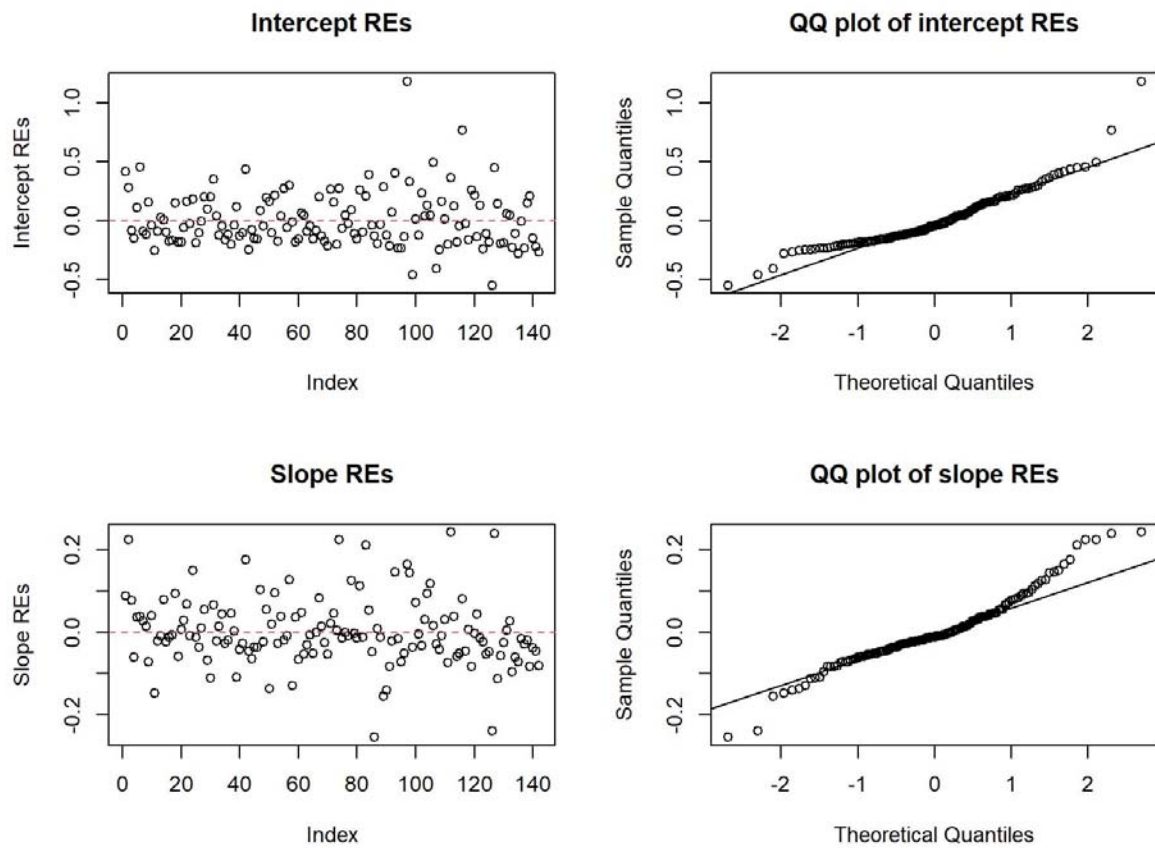 Intercept REs
Intercept REs
1.0
0.5
0.0
-0.5
0 20 40 60 80 100 120 140
Index
QQ plot of intercept REs
Sample Quantiles
1.0
0.5
0.0
-0.5
-2 -1 0 1 2
Theoretical Quantiles
Slope REs
Slope REs
0.2
0.0
-0.2
0 20 40 60 80 100 120 140
Index
QQ plot of slope REs
Sample Quantiles
0.2
0.0
-0.2
-2 -1 0 1 2
Theoretical Quantiles